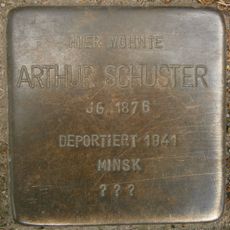 HIER WOHNTE
ARTHUR SCHUSTER
JG. 1876
DEPORTIERT 1941
MINSK
? ? ?